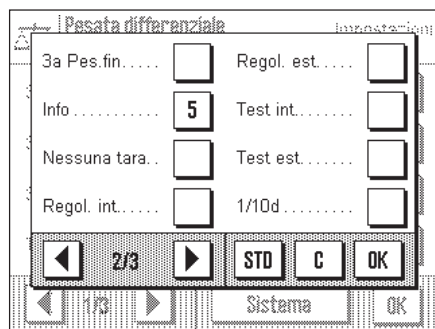 Pesata differenziale Impostazioni
3a Pes.fin..... Regol. est.....
Info........... 5 Test int.......
Nessuna tara.. Test est.......
Regol. int...... 1/10d.........
2/3 STD C OK
1/3 Sistema OK